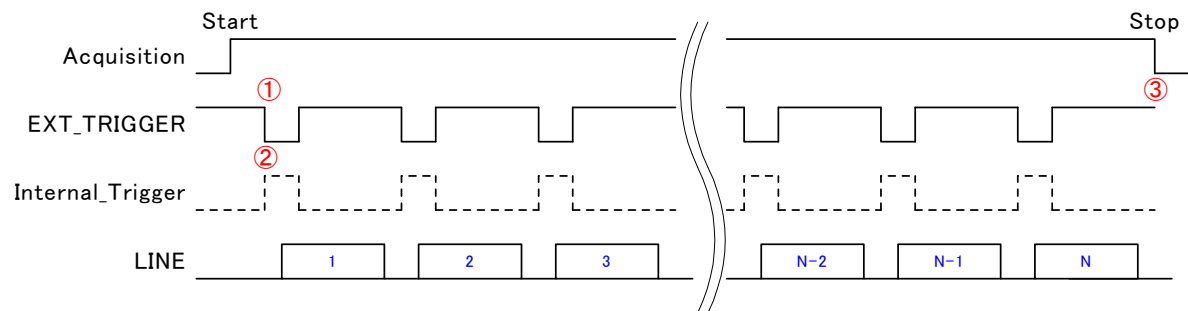 Start Stop
Acquisition
① ③
EXT_TRIGGER
②
Internal_Trigger
LINE 1 2 3 N-2 N-1 N